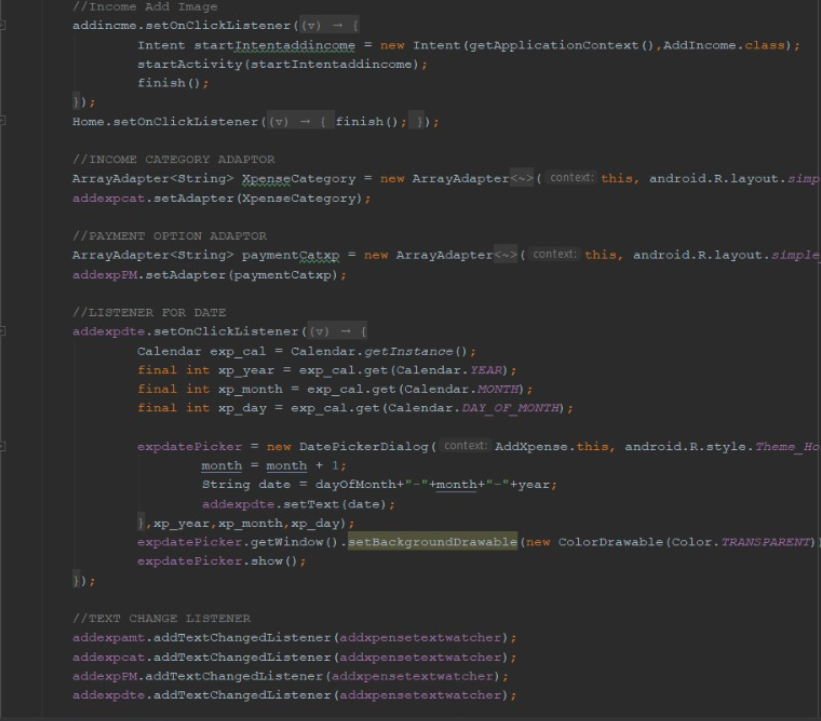 //Income Add Image
addincme.setOnClickListener((v) → {
Intent startIntentaddincome = new Intent(getApplicationContext(),AddIncome.class);
startActivity(startIntentaddincome);
finish();
});
Home.setOnClickListener((v) → { finish(); });
//INCOME CATEGORY ADAPTOR
ArrayAdapter<String> XpenseCategory = new ArrayAdapter<~>( context: this, android.R.layout.simp
addexpcat.setAdapter(XpenseCategory);
//PAYMENT OPTION ADAPTOR
ArrayAdapter<String> paymentCatxp = new ArrayAdapter<~>( context: this, android.R.layout.simple_
addexpPM.setAdapter(paymentCatxp);
//LISTENER FOR DATE
addexpdte.setOnClickListener((v) → {
Calendar exp_cal = Calendar.getInstance();
final int xp_year = exp_cal.get(Calendar.YEAR);
final int xp_month = exp_cal.get(Calendar.MONTH);
final int xp_day = exp_cal.get(Calendar.DAY_OF_MONTH);
expdatePicker = new DatePickerDialog( context: AddXpense.this, android.R.style.Theme_Ho
month = month + 1;
String date = dayOfMonth+"-"+month+"-"+year;
addexpdte.setText(date);
},xp_year,xp_month,xp_day);
expdatePicker.getWindow().setBackgroundDrawable(new ColorDrawable(Color.TRANSPARENT))
expdatePicker.show();
});
//TEXT CHANGE LISTENER
addexpamt.addTextChangedListener(addxpensetextwatcher);
addexpcat.addTextChangedListener(addxpensetextwatcher);
addexpPM.addTextChangedListener(addxpensetextwatcher);
addexpdte.addTextChangedListener(addxpensetextwatcher);